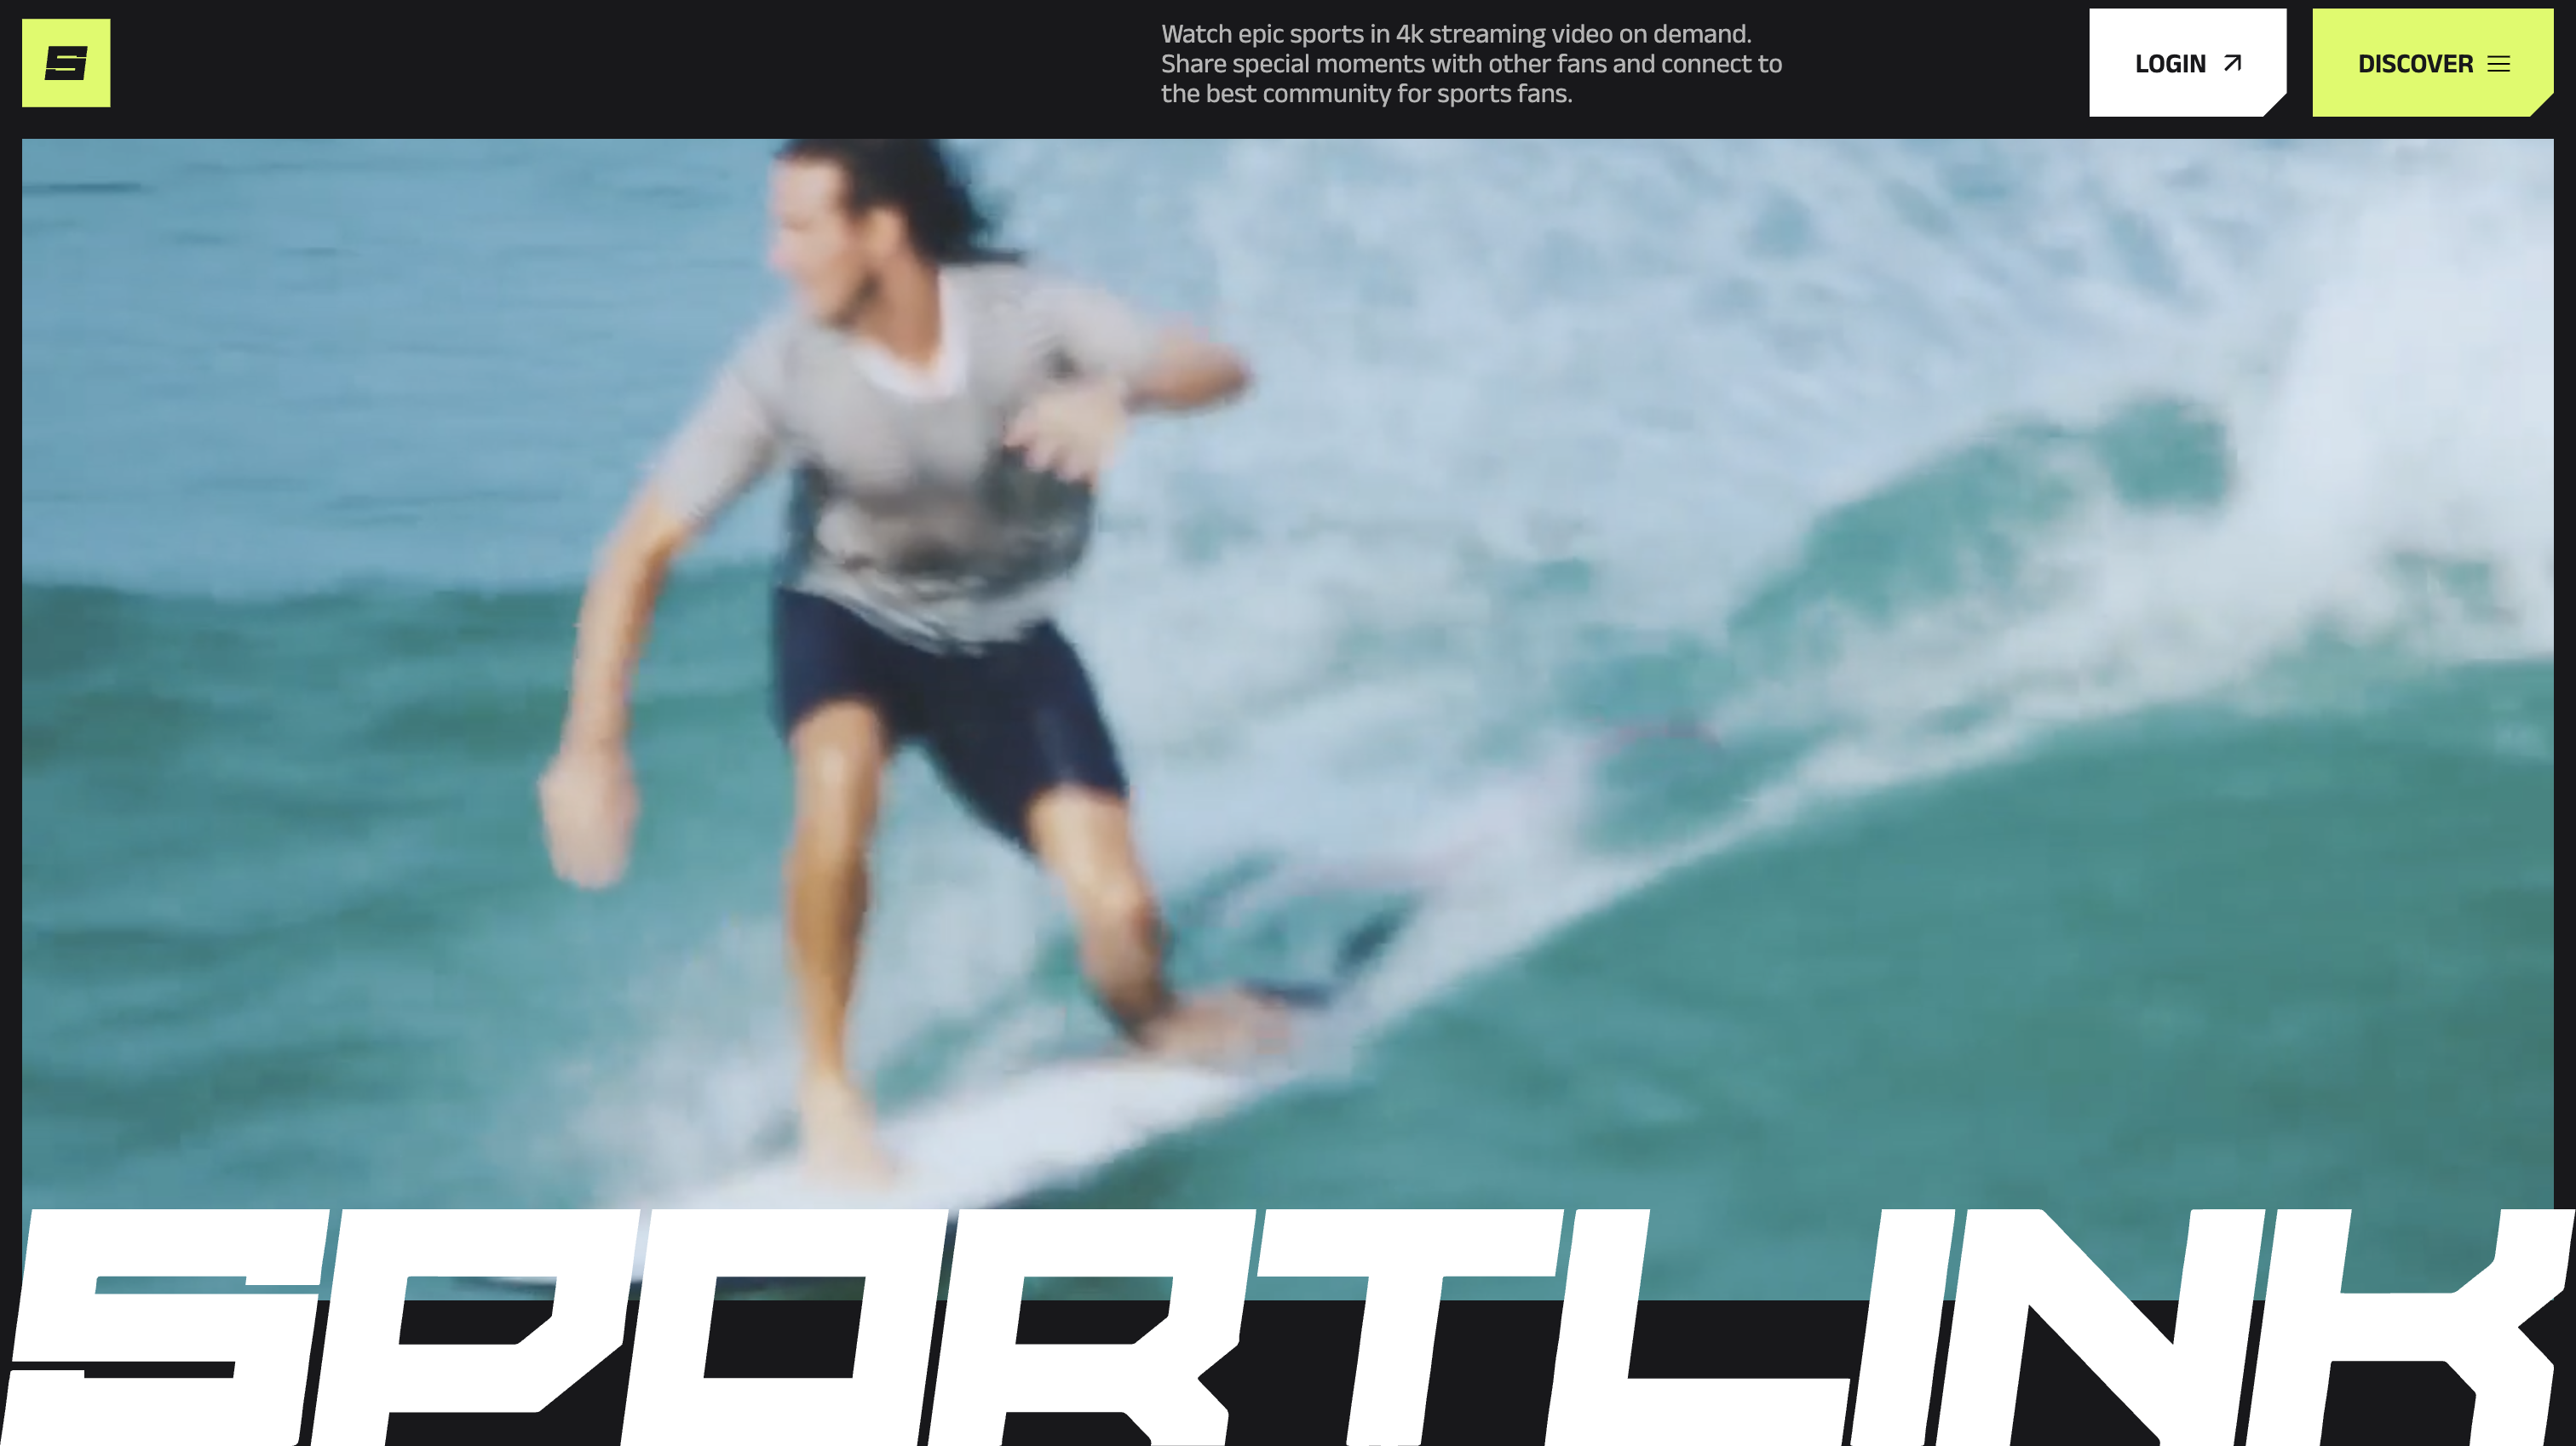 S
Watch epic sports in 4k streaming video on demand.
Share special moments with other fans and connect to
the best community for sports fans.
LOGIN
DISCOVER
SPORTLINK